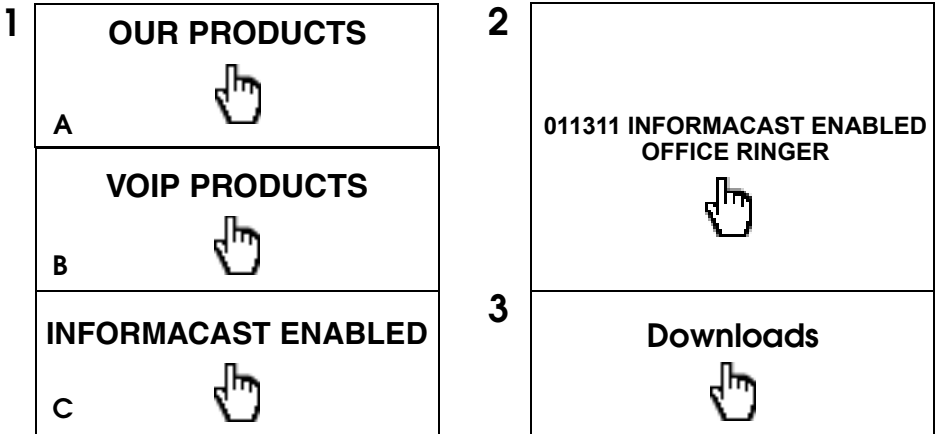 1
OUR PRODUCTS
A
VOIP PRODUCTS
B
INFORMACAST ENABLED
C
2
011311 INFORMACAST ENABLED
OFFICE RINGER
3
Downloads